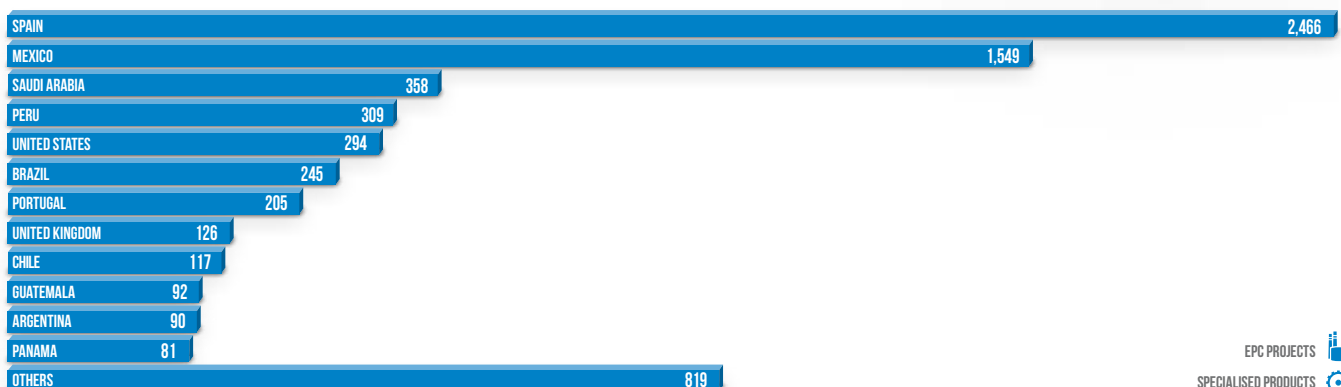 SPAIN 2,466
MEXICO 1,549
SAUDI ARABIA 358
PERU 309
UNITED STATES 294
BRAZIL 245
PORTUGAL 205
UNITED KINGDOM 126
CHILE 117
GUATEMALA 92
ARGENTINA 90
PANAMA 81
EPC PROJECTS
OTHERS 819
SPECIALISED PRODUCTS